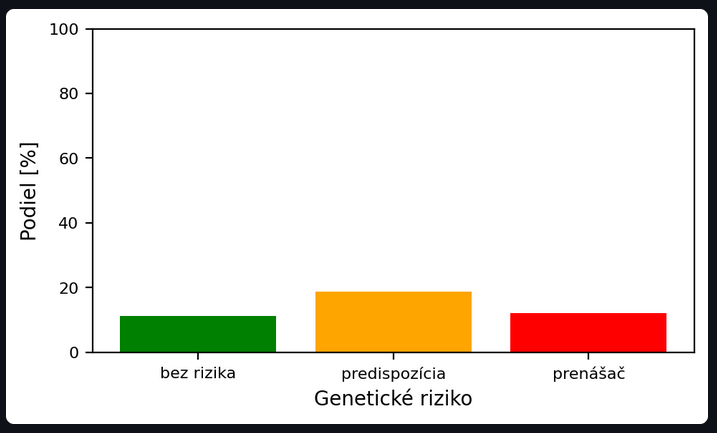 100
80
60
40
20
0
Podiel [%]
bez rizika
predispozícia
prenášač
Genetické riziko